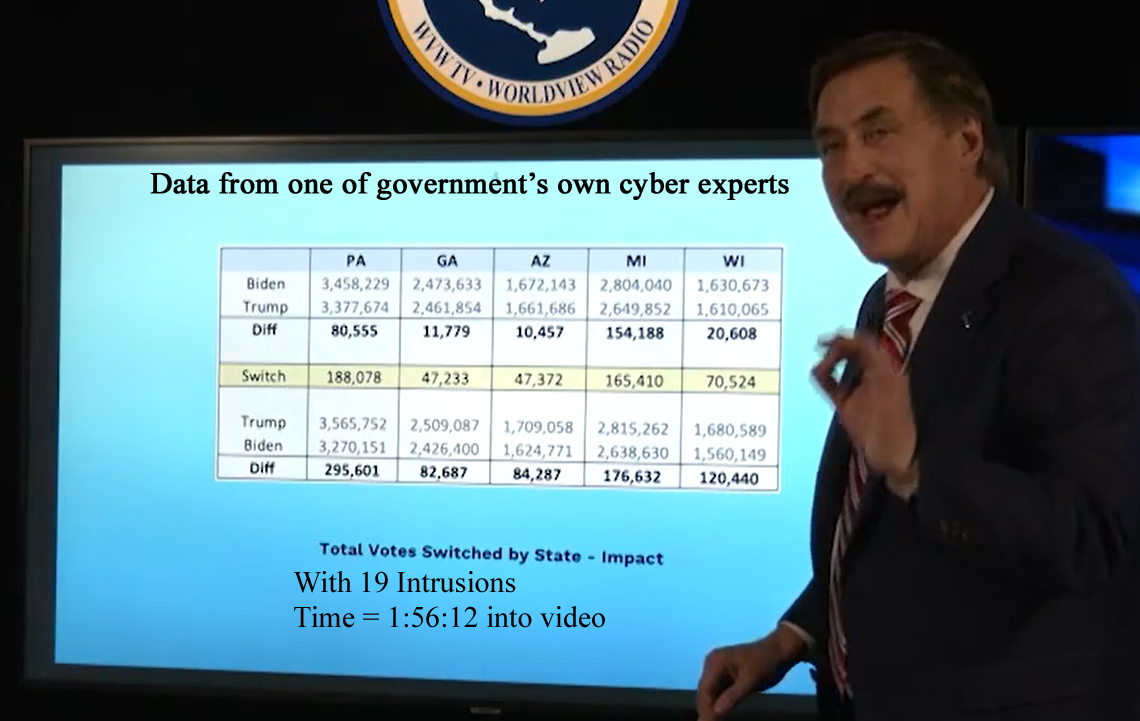 WVW TV • WORLDVIEW RADIO
Data from one of government's own cyber experts
PA GA AZ MI WI
Biden 3,458,229 2,473,633 1,672,143 2,804,040 1,630,673
Trump 3,377,674 2,461,854 1,661,686 2,649,852 1,610,065
Diff 80,555 11,779 10,457 154,188 20,608
Switch 188,078 47,233 47,372 165,410 70,524
Trump 3,565,752 2,509,087 1,709,058 2,815,262 1,680,589
Biden 3,270,151 2,426,400 1,624,771 2,638,630 1,560,149
Diff 295,601 82,687 84,287 176,632 120,440
Total Votes Switched by State - Impact
With 19 Intrusions
Time = 1:56:12 into video